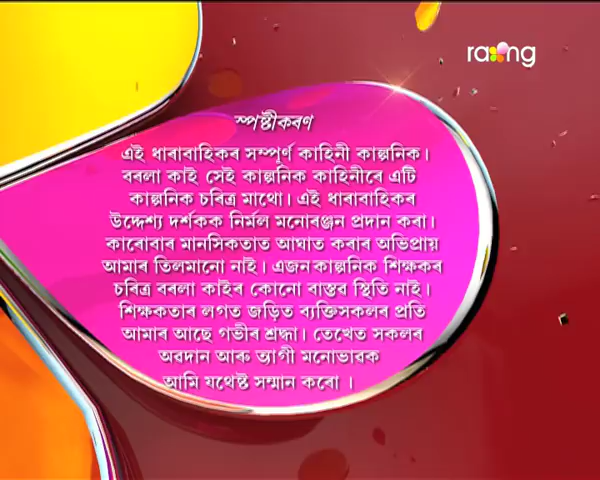 rang
স্পষ্টীকৰণ
এই ধাৰাবাহিকৰ সম্পূৰ্ণ কাহিনী কাল্পনিক।
বৰলা কাই সেই কাল্পনিক কাহিনীৰে এটি
কাল্পনিক চৰিত্ৰ মাথো। এই ধাৰাবাহিকৰ
উদ্দেশ্য দৰ্শকক নিৰ্মল মনোৰঞ্জন প্ৰদান কৰা।
কাৰোবাৰ মানসিকতাত আঘাত কৰাৰ অভিপ্ৰায়
আমাৰ তিলমানো নাই। এজন কাল্পনিক শিক্ষকৰ
চৰিত্ৰ বৰলা কাইৰ কোনো বাস্তৱ স্থিতি নাই।
শিক্ষকতাৰ লগত জড়িত ব্যক্তিসকলৰ প্ৰতি
আমাৰ আছে গভীৰ শ্ৰদ্ধা। তেখেত সকলৰ
অৱদান আৰু ত্যাগী মনোভাৱক
আমি যথেষ্ট সন্মান কৰো ।